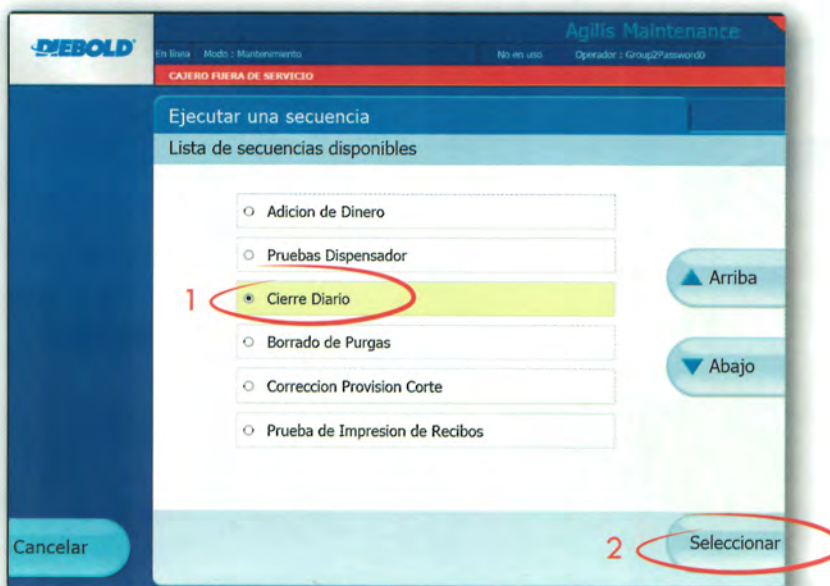 DIEBOLD
Agilis Maintenance
En línea Modo : Mantenimiento No en uso Operador : Group2Password0
CAJERO FUERA DE SERVICIO
Ejecutar una secuencia
Lista de secuencias disponibles
Adicion de Dinero
Pruebas Dispensador
1 Cierre Diario
Borrado de Purgas
Correccion Provision Corte
Prueba de Impresion de Recibos
Arriba
Abajo
Cancelar
2 Seleccionar